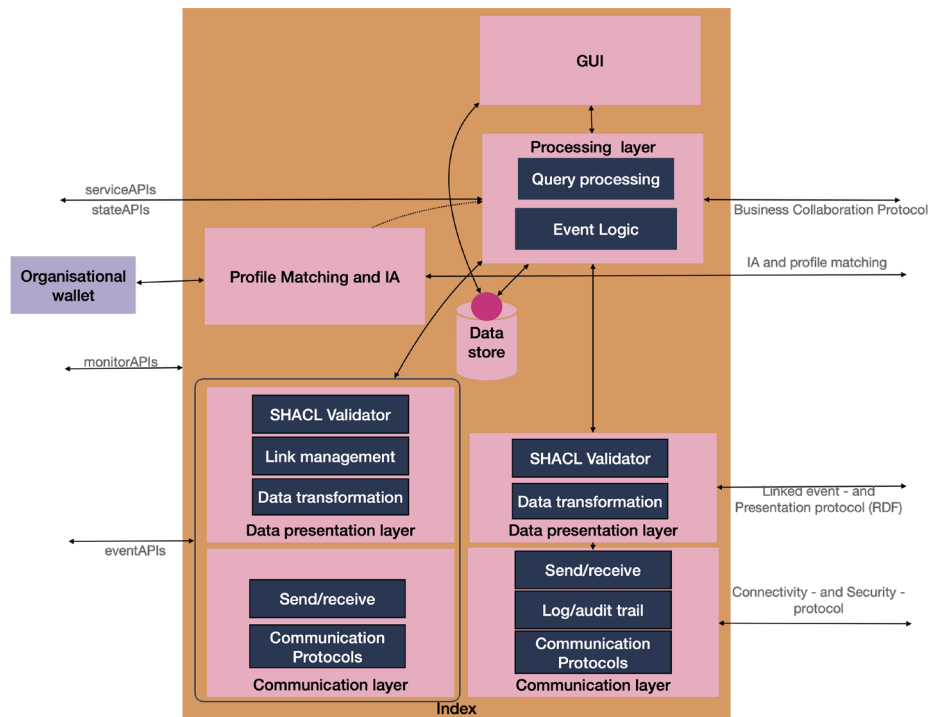 GUI
Processing layer
Query processing
Event Logic
serviceAPIs
stateAPIs
Business Collaboration Protocol
Organisational
wallet
Profile Matching and IA
IA and profile matching
Data
store
monitorAPIs
SHACL Validator
Link management
Data transformation
Data presentation layer
SHACL Validator
Data transformation
Data presentation layer
Linked event - and
Presentation protocol (RDF)
eventAPIs
Send/receive
Communication
Protocols
Communication layer
Send/receive
Log/audit trail
Communication
Protocols
Communication layer
Connectivity - and Security -
protocol
Index